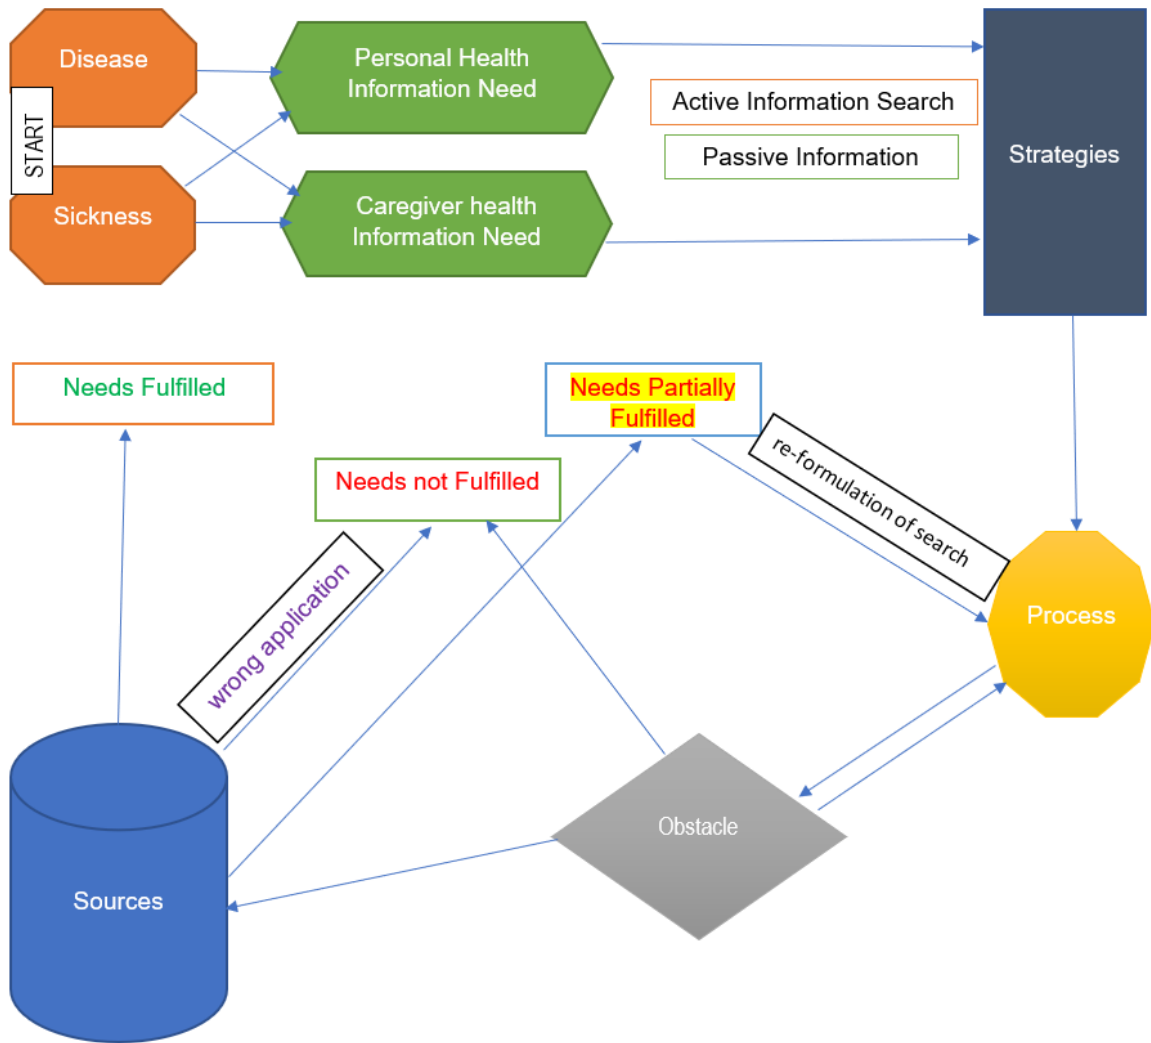 Disease
START
Sickness
Personal Health
Information Need
Caregiver health
Information Need
Active Information Search
Passive Information
Strategies
Needs Fulfilled
Needs not Fulfilled
Needs Partially
Fulfilled
re-formulation of search
wrong application
Process
Obstacle
Sources